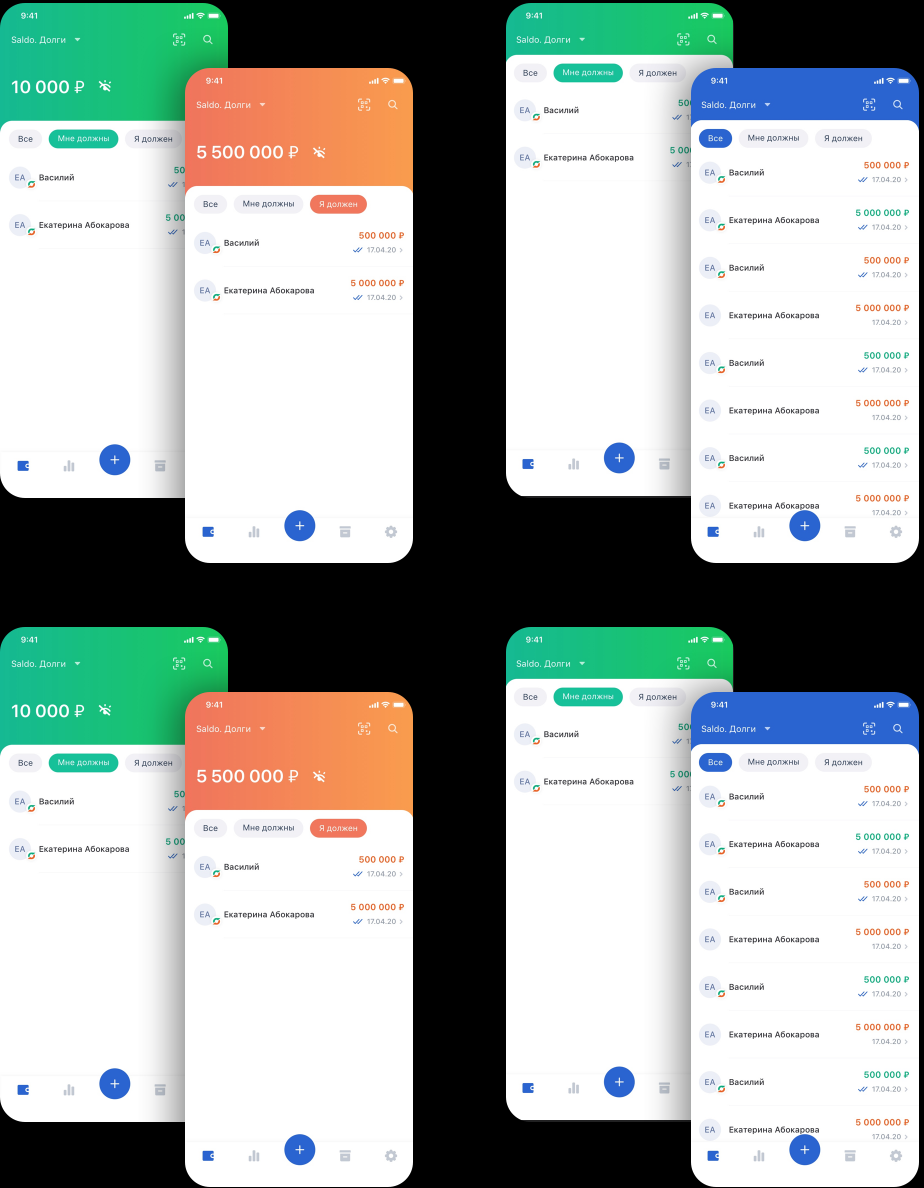 9:41
Saldo. Долги
10 000 ₽
Все
Мне должны
Я должен
EA
Василий
50
1
EA
Екатерина Абокарова
5 00
1
9:41
Saldo. Долги
5 500 000 ₽
Все
Мне должны
Я должен
EA
Василий
500 000 ₽
17.04.20
EA
Екатерина Абокарова
5 000 000 ₽
17.04.20
9:41
Saldo. Долги
Все
Мне должны
Я должен
EA
Василий
500
17
EA
Екатерина Абокарова
5 000
17
9:41
Saldo. Долги
Все
Мне должны
Я должен
EA
Василий
500 000 ₽
17.04.20
EA
Екатерина Абокарова
5 000 000 ₽
17.04.20
EA
Василий
500 000 ₽
17.04.20
EA
Екатерина Абокарова
5 000 000 ₽
17.04.20
EA
Василий
500 000 ₽
17.04.20
EA
Екатерина Абокарова
5 000 000 ₽
17.04.20
EA
Василий
500 000 ₽
17.04.20
EA
Екатерина Абокарова
5 000 000 ₽
17.04.20
9:41
Saldo. Долги
10 000 ₽
Все
Мне должны
Я должен
EA
Василий
50
1
EA
Екатерина Абокарова
5 00
1
9:41
Saldo. Долги
5 500 000 ₽
Все
Мне должны
Я должен
EA
Василий
500 000 ₽
17.04.20
EA
Екатерина Абокарова
5 000 000 ₽
17.04.20
9:41
Saldo. Долги
Все
Мне должны
Я должен
EA
Василий
500
17
EA
Екатерина Абокарова
5 000
17
9:41
Saldo. Долги
Все
Мне должны
Я должен
EA
Василий
500 000 ₽
17.04.20
EA
Екатерина Абокарова
5 000 000 ₽
17.04.20
EA
Василий
500 000 ₽
17.04.20
EA
Екатерина Абокарова
5 000 000 ₽
17.04.20
EA
Василий
500 000 ₽
17.04.20
EA
Екатерина Абокарова
5 000 000 ₽
17.04.20
EA
Василий
500 000 ₽
17.04.20
EA
Екатерина Абокарова
5 000 000 ₽
17.04.20